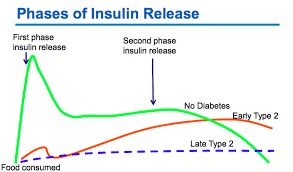 Phases of Insulin Release
First phase
insulin release
Second phase
insulin release
No Diabetes
Early Type 2
Late Type 2
Food consumed